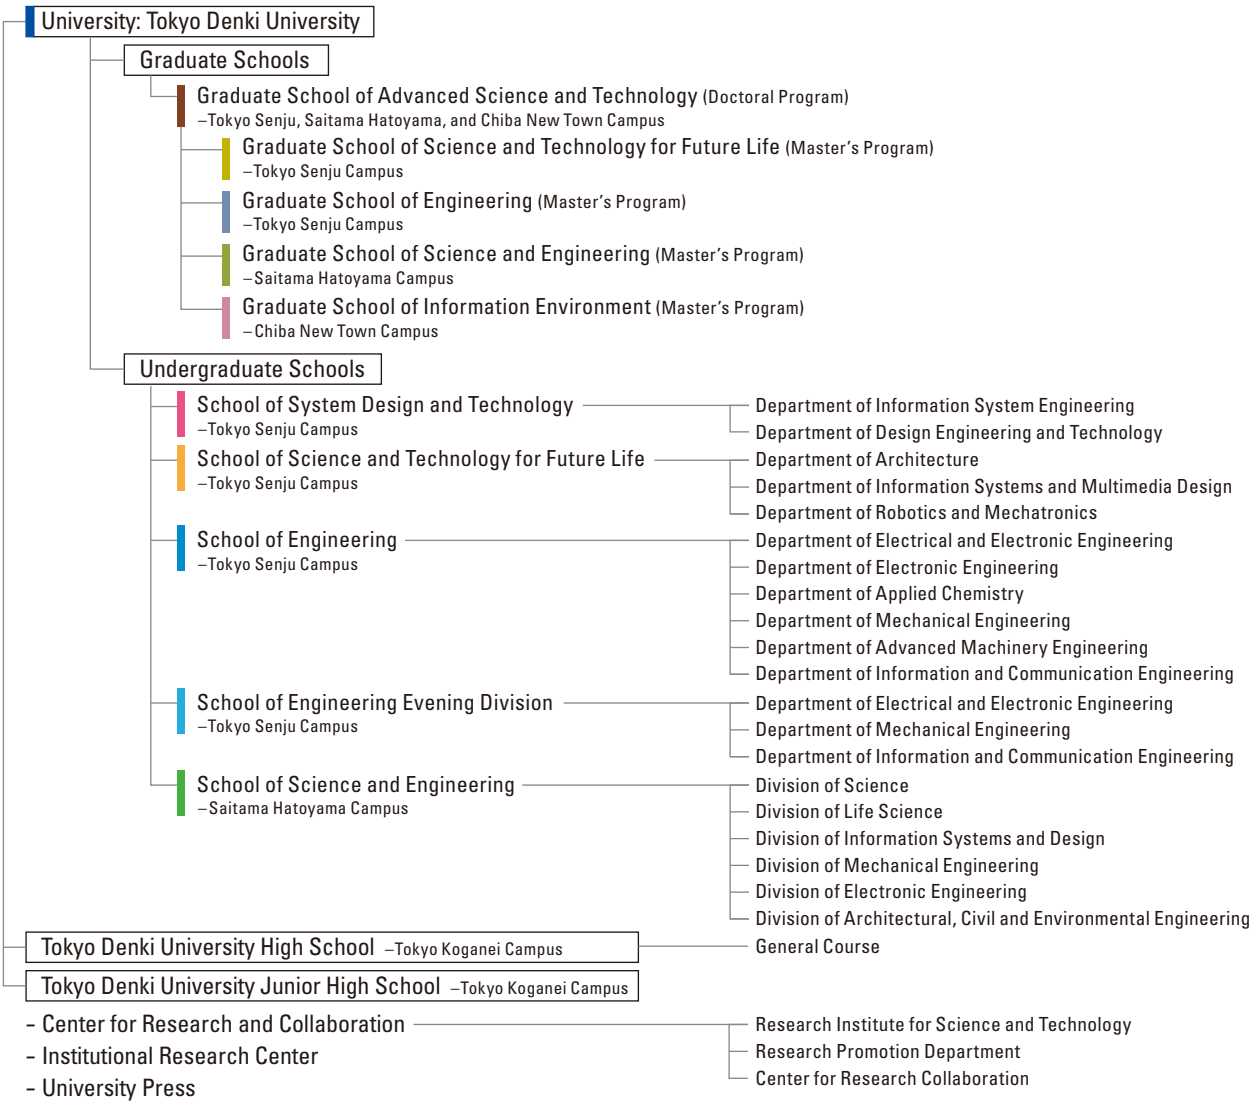 University: Tokyo Denki University
Graduate Schools
Graduate School of Advanced Science and Technology (Doctoral Program)
–Tokyo Senju, Saitama Hatoyama, and Chiba New Town Campus
Graduate School of Science and Technology for Future Life (Master's Program)
–Tokyo Senju Campus
Graduate School of Engineering (Master's Program)
–Tokyo Senju Campus
Graduate School of Science and Engineering (Master's Program)
–Saitama Hatoyama Campus
Graduate School of Information Environment (Master's Program)
–Chiba New Town Campus
Undergraduate Schools
School of System Design and Technology
–Tokyo Senju Campus
Department of Information System Engineering
Department of Design Engineering and Technology
School of Science and Technology for Future Life
–Tokyo Senju Campus
Department of Architecture
Department of Information Systems and Multimedia Design
Department of Robotics and Mechatronics
School of Engineering
–Tokyo Senju Campus
Department of Electrical and Electronic Engineering
Department of Electronic Engineering
Department of Applied Chemistry
Department of Mechanical Engineering
Department of Advanced Machinery Engineering
Department of Information and Communication Engineering
School of Engineering Evening Division
–Tokyo Senju Campus
Department of Electrical and Electronic Engineering
Department of Mechanical Engineering
Department of Information and Communication Engineering
School of Science and Engineering
–Saitama Hatoyama Campus
Division of Science
Division of Life Science
Division of Information Systems and Design
Division of Mechanical Engineering
Division of Electronic Engineering
Division of Architectural, Civil and Environmental Engineering
Tokyo Denki University High School –Tokyo Koganei Campus
General Course
Tokyo Denki University Junior High School –Tokyo Koganei Campus
– Center for Research and Collaboration
Research Institute for Science and Technology
Research Promotion Department
Center for Research Collaboration
– Institutional Research Center
– University Press